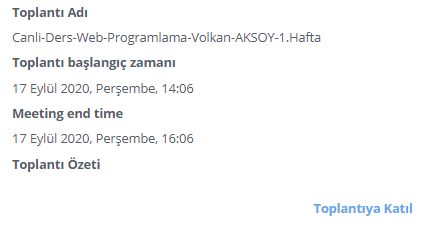 Toplantı Adı
Canli-Ders-Web-Programlama-Volkan-AKSOY-1.Hafta
Toplantı başlangıç zamanı
17 Eylül 2020, Perşembe, 14:06
Meeting end time
17 Eylül 2020, Perşembe, 16:06
Toplantı Özeti
Toplantıya Katıl